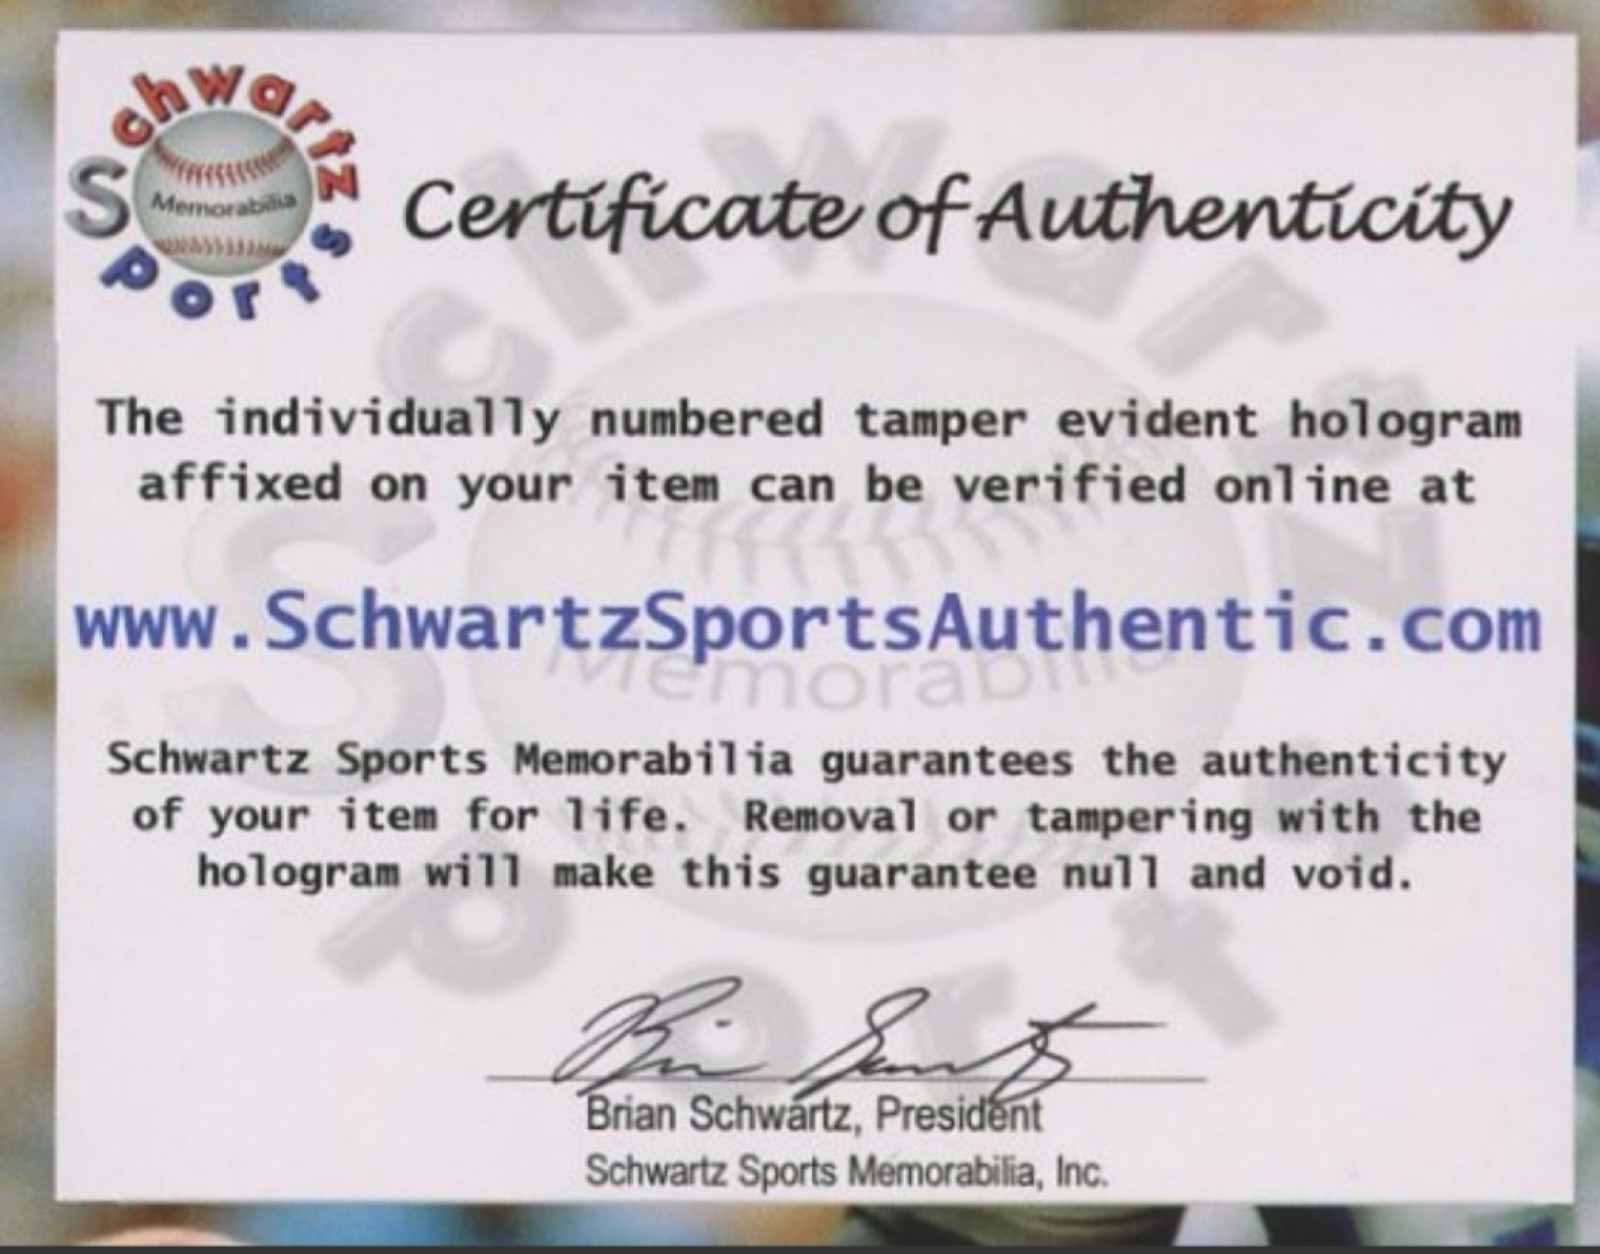 Schwartz
Sports
Memorabilia
Certificate of Authenticity
The individually numbered tamper evident hologram
affixed on your item can be verified online at
www.SchwartzSportsAuthentic.com
Schwartz Sports Memorabilia guarantees the authenticity
of your item for life. Removal or tampering with the
hologram will make this guarantee null and void.
Brian Schwartz
Brian Schwartz, President
Schwartz Sports Memorabilia, Inc.